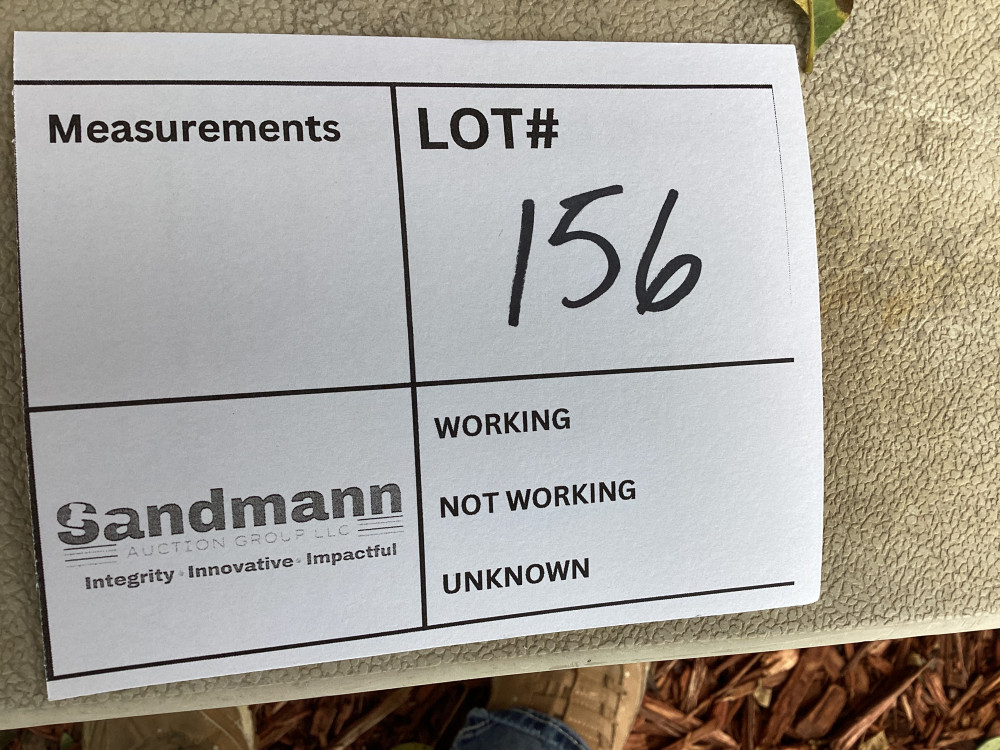 Measurements
LOT#
156
WORKING
NOT WORKING
UNKNOWN
Sandmann
AUCTION GROUP LLC
Integrity • Innovative • Impactful